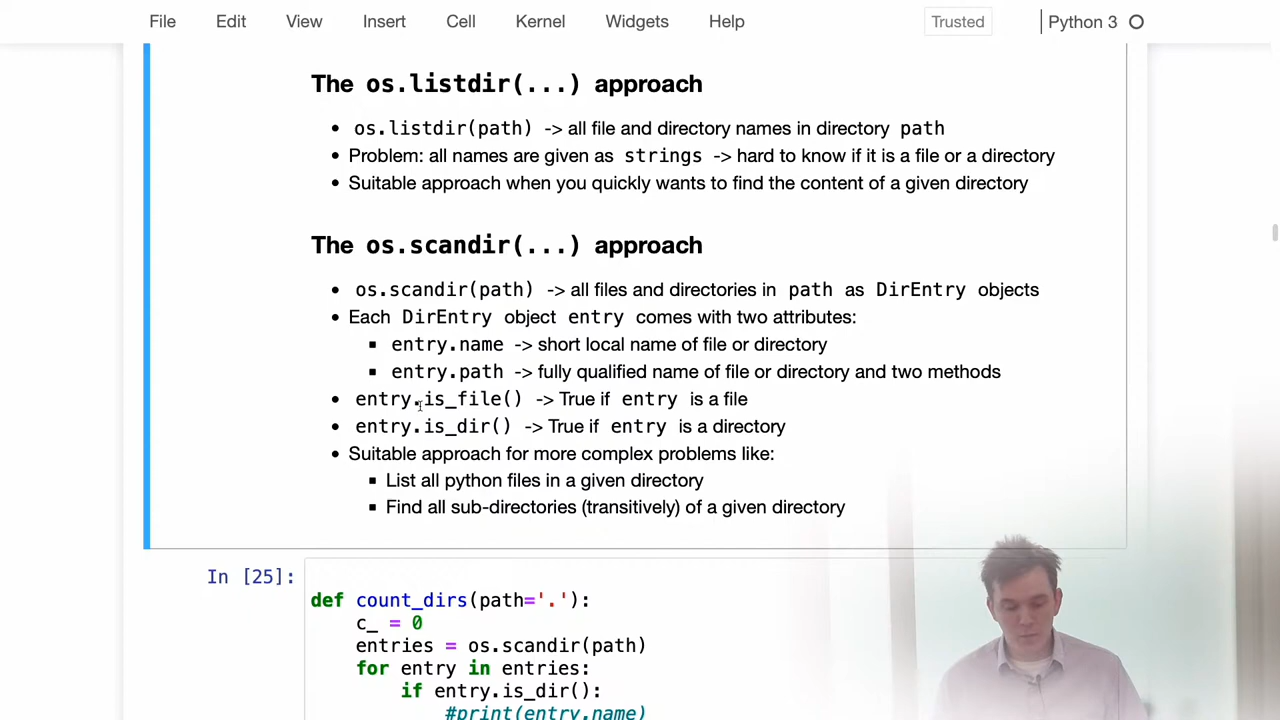 File Edit View Insert Cell Kernel Widgets Help Trusted Python 3
The os.listdir(...) approach
• os.listdir(path) -> all file and directory names in directory path
• Problem: all names are given as strings -> hard to know if it is a file or a directory
• Suitable approach when you quickly wants to find the content of a given directory
The os.scandir(...) approach
• os.scandir(path) -> all files and directories in path as DirEntry objects
• Each DirEntry object entry comes with two attributes:
▪ entry.name -> short local name of file or directory
▪ entry.path -> fully qualified name of file or directory and two methods
• entry.is_file() -> True if entry is a file
• entry.is_dir() -> True if entry is a directory
• Suitable approach for more complex problems like:
▪ List all python files in a given directory
▪ Find all sub-directories (transitively) of a given directory
In [25]:
def count_dirs(path='.'):
c_ = 0
entries = os.scandir(path)
for entry in entries:
if entry.is_dir():
#print(entry.name)